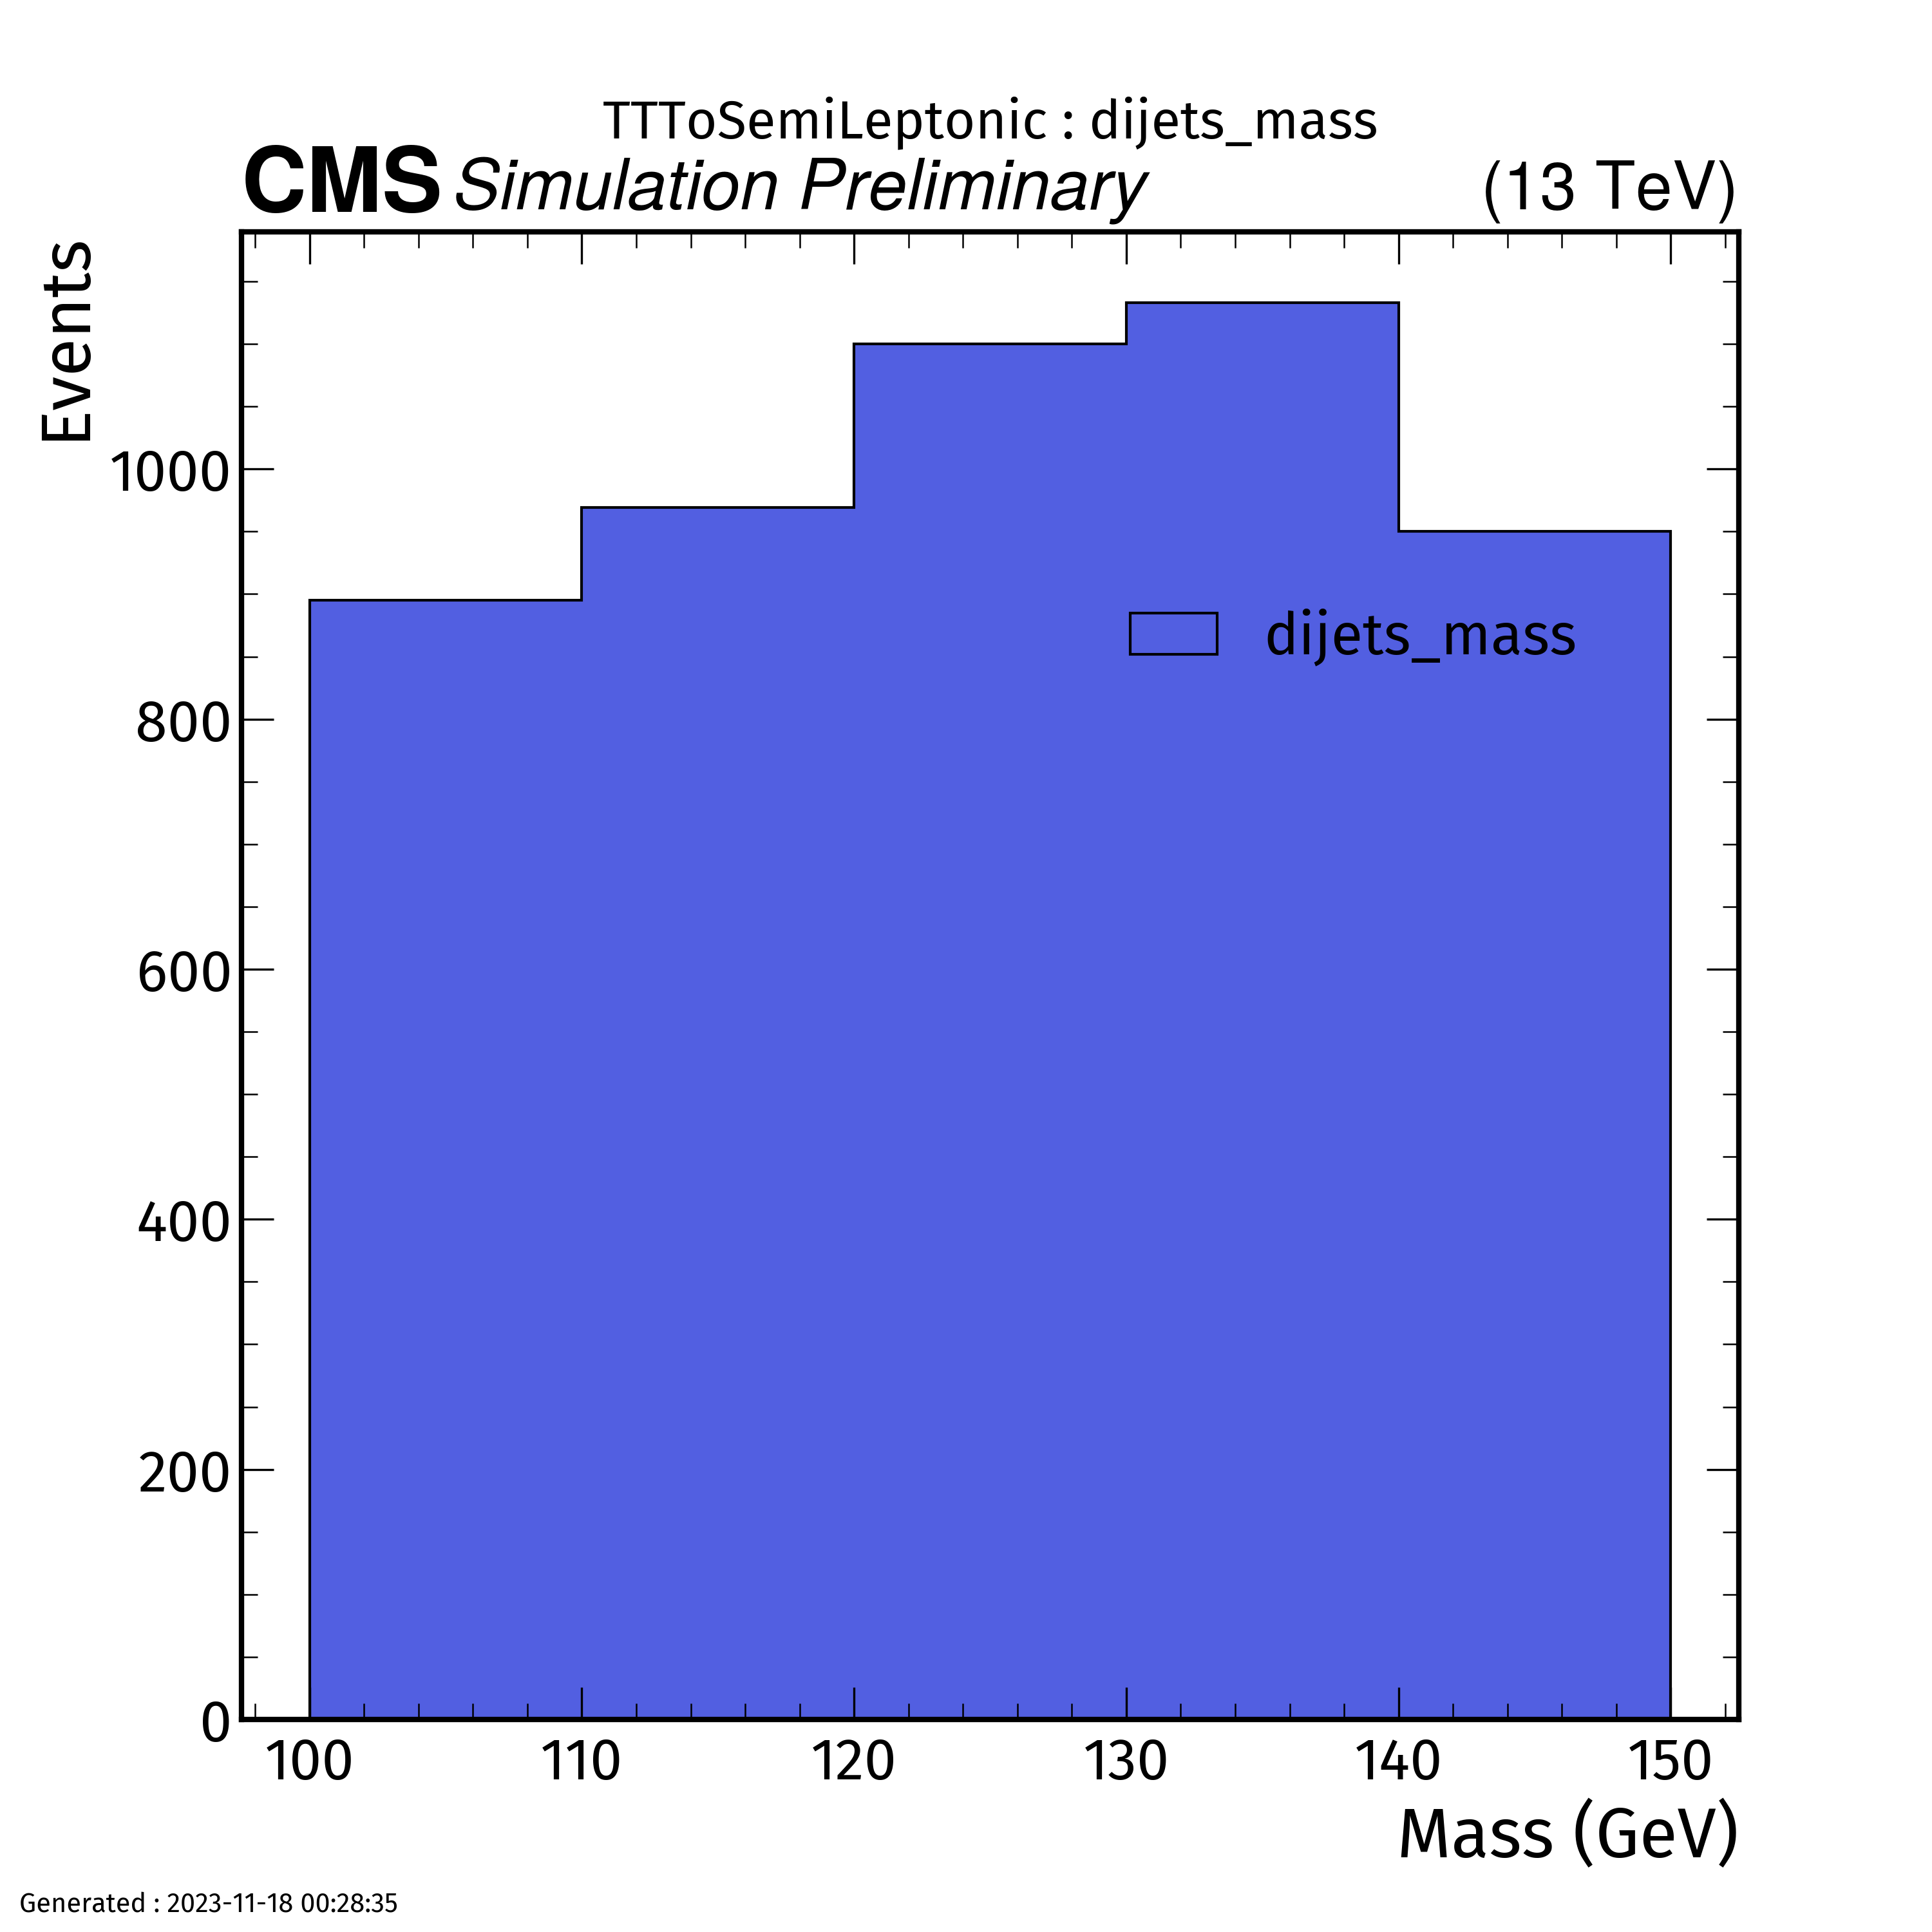 TTToSemiLeptonic : dijets_mass
CMS Simulation Preliminary (13 TeV)
Events
1000
800
600
400
200
0
dijets_mass
100 110 120 130 140 150
Mass (GeV)
Generated : 2023-11-18 00:28:35